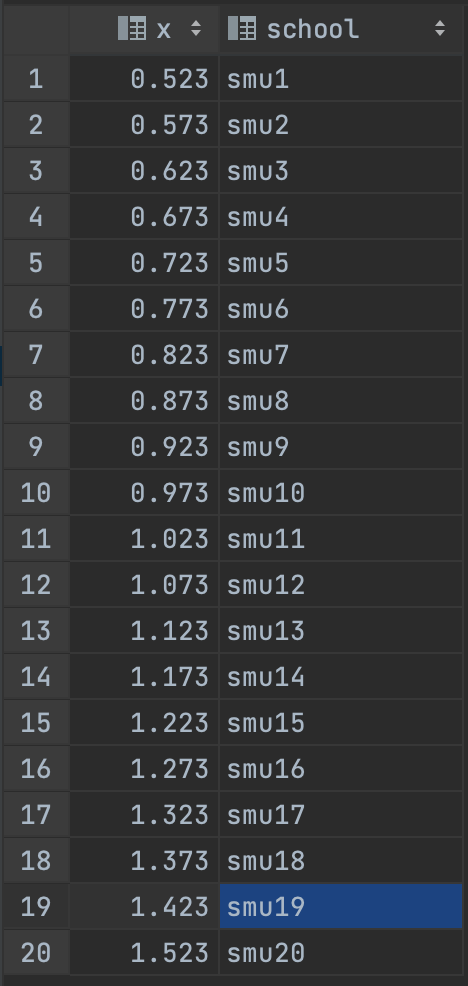 x school
1 0.523 smu1
2 0.573 smu2
3 0.623 smu3
4 0.673 smu4
5 0.723 smu5
6 0.773 smu6
7 0.823 smu7
8 0.873 smu8
9 0.923 smu9
10 0.973 smu10
11 1.023 smu11
12 1.073 smu12
13 1.123 smu13
14 1.173 smu14
15 1.223 smu15
16 1.273 smu16
17 1.323 smu17
18 1.373 smu18
19 1.423 smu19
20 1.523 smu20